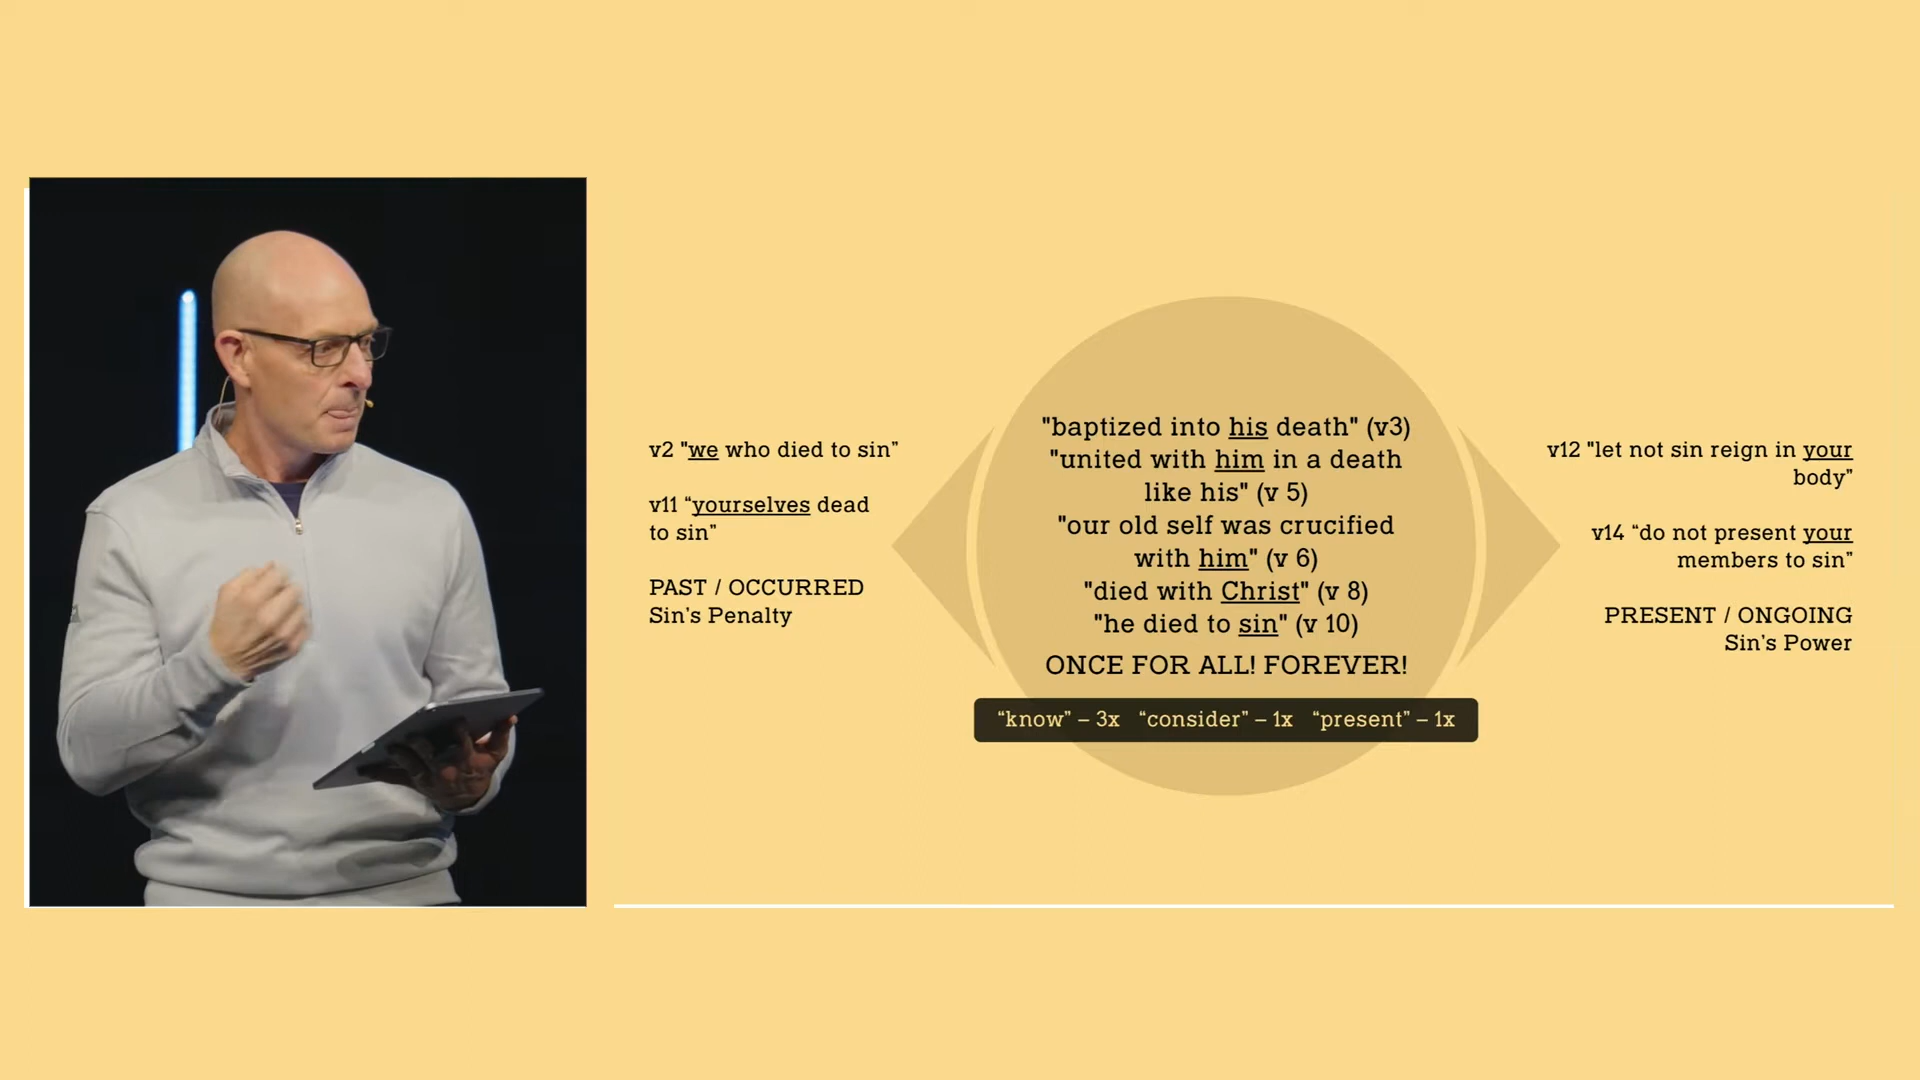 v2 "we who died to sin”
v11 “yourselves dead
to sin”
PAST / OCCURRED
Sin’s Penalty
"baptized into his death" (v3)
"united with him in a death
like his" (v 5)
"our old self was crucified
with him" (v 6)
"died with Christ" (v 8)
"he died to sin" (v 10)
ONCE FOR ALL! FOREVER!
“know” – 3x “consider” – 1x “present” – 1x
v12 "let not sin reign in your
body”
v14 “do not present your
members to sin”
PRESENT / ONGOING
Sin’s Power